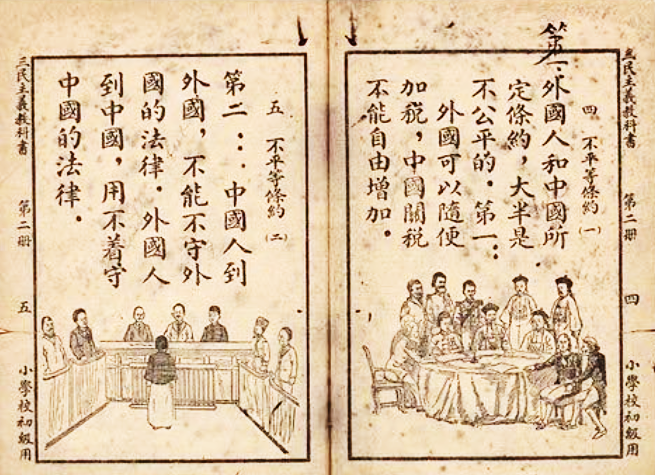 三民主義教科書 第二冊 四 小學校初級用
四 不平等條約(一)
第一:
外國人和中國所
定條約,大半是
不公平的。第一:
外國可以隨便
加稅,中國關稅
不能自由增加。
五 不平等條約(二)
第二:中國人到
外國,不能不守外
國的法律。外國人
到中國,用不着守
中國的法律。
三民主義教科書 第二冊 五 小學校初級用